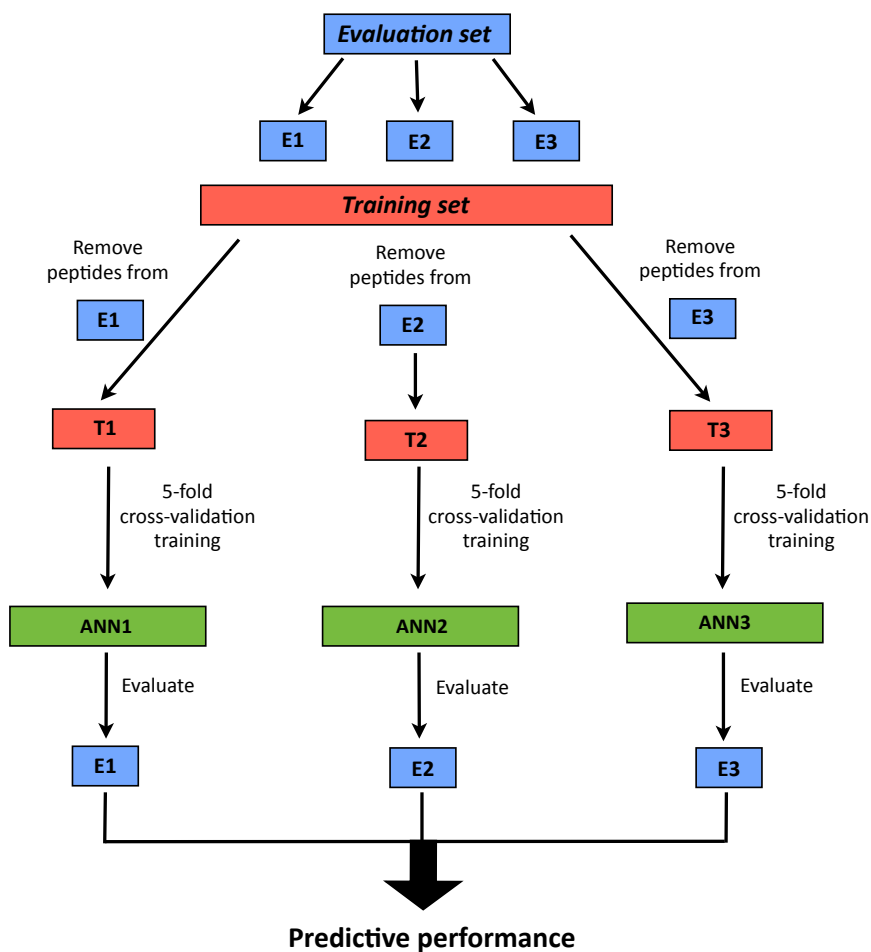 Evaluation set
E1
E2
E3
Training set
Remove
peptides from
E1
Remove
peptides from
E2
Remove
peptides from
E3
T1
T2
T3
5-fold
cross-validation
training
5-fold
cross-validation
training
5-fold
cross-validation
training
ANN1
ANN2
ANN3
Evaluate
Evaluate
Evaluate
E1
E2
E3
Predictive performance